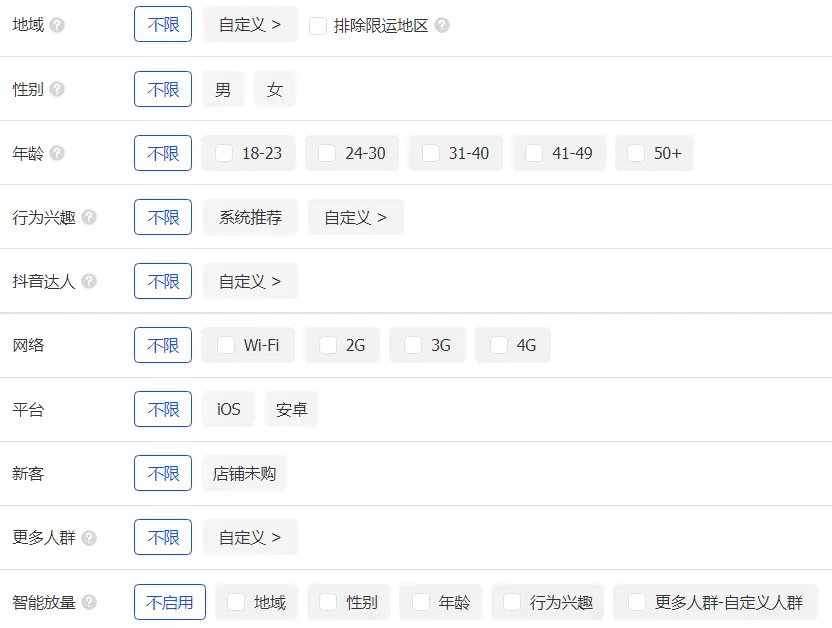 地域 ? 不限 自定义 > 排除限运地区 ?
性别 ? 不限 男 女
年龄 ? 不限 18-23 24-30 31-40 41-49 50+
行为兴趣 ? 不限 系统推荐 自定义 >
抖音达人 ? 不限 自定义 >
网络 不限 Wi-Fi 2G 3G 4G
平台 不限 iOS 安卓
新客 不限 店铺未购
更多人群 ? 不限 自定义 >
智能放量 ? 不启用 地域 性别 年龄 行为兴趣 更多人群-自定义人群